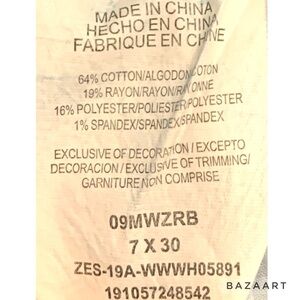 MADE IN CHINA
HECHO EN CHINA
FABRIQUE EN CHINE
64% COTTON/ALGODON/COTON
19% RAYON/RAYON/RAYONNE
16% POLYESTER/POLIESTER/POLYESTER
1% SPANDEX/SPANDEX/SPANDEX
EXCLUSIVE OF DECORATION/EXCEPTO
DECORACION/EXCLUSIVE OF TRIMMING/
GARNITURE NON COMPRISE
09MWZRB
7 X 30
ZES-19A-WWWH05891
191057248542
BAZAART